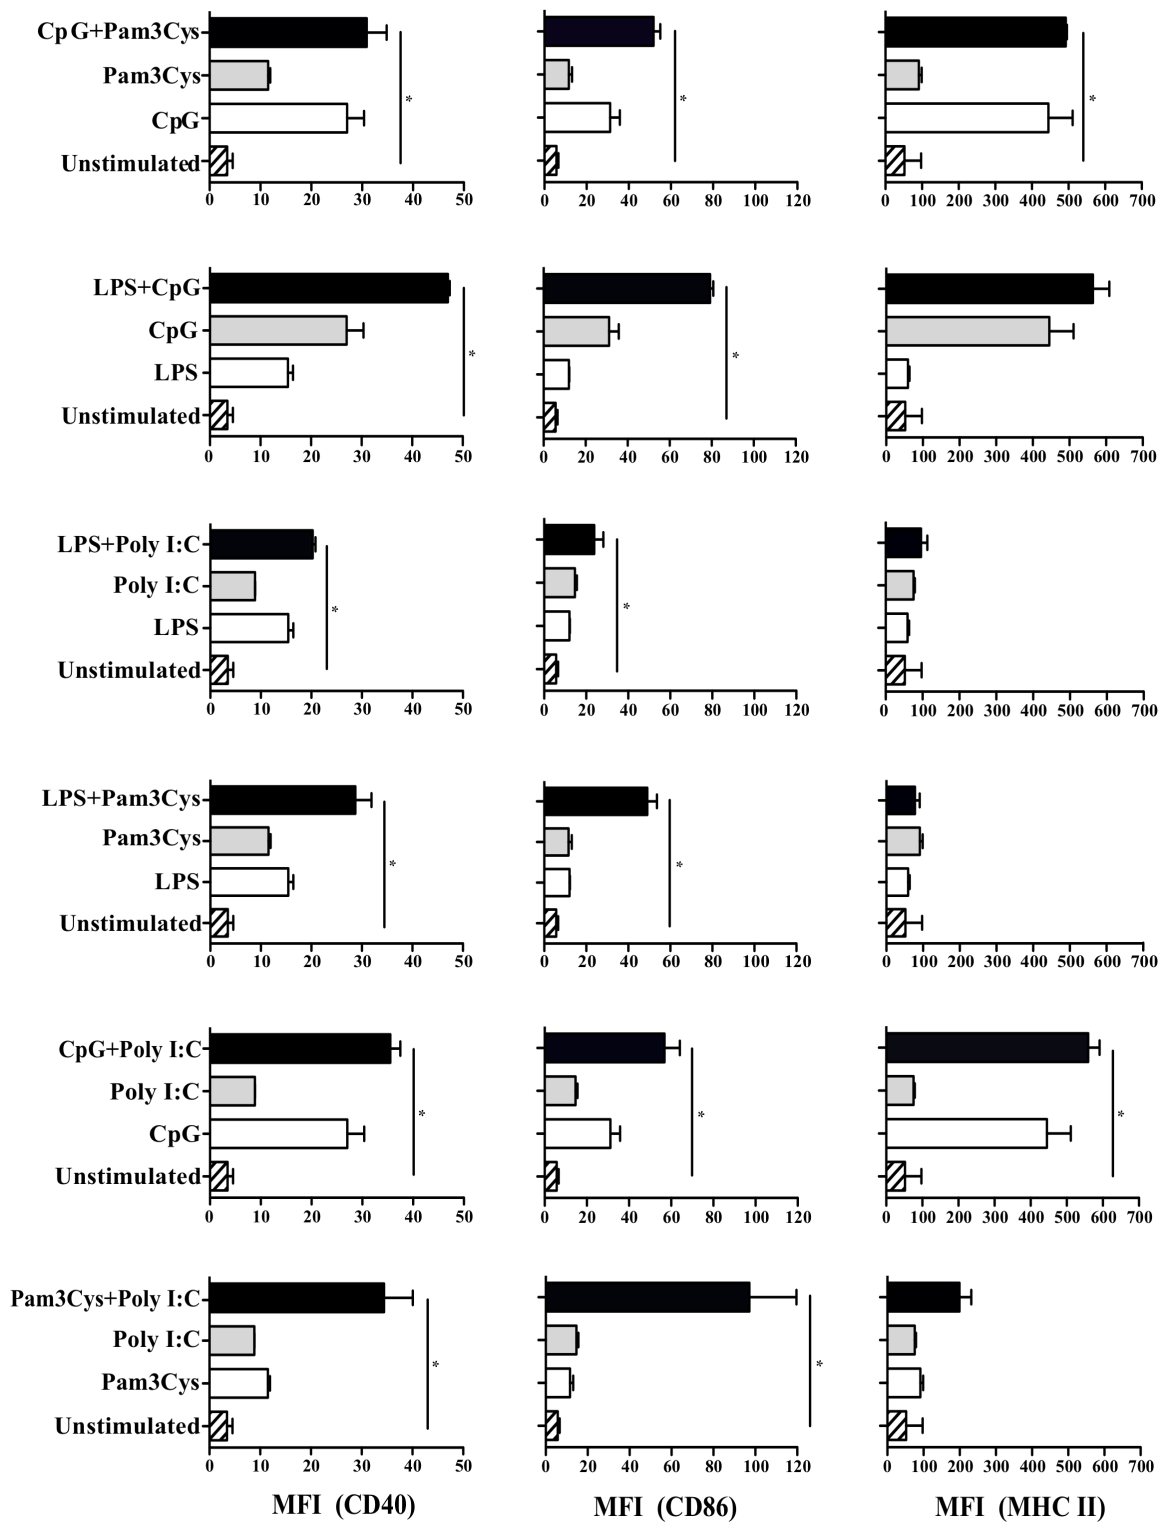 CpG+Pam3Cys
Pam3Cys
CpG
Unstimulated
*
*
*
0 10 20 30 40 50
0 20 40 60 80 100 120
0 100 200 300 400 500 600 700
LPS+CpG
CpG
LPS
Unstimulated
*
*
0 10 20 30 40 50
0 20 40 60 80 100 120
0 100 200 300 400 500 600 700
LPS+Poly I:C
Poly I:C
LPS
Unstimulated
*
*
0 10 20 30 40 50
0 20 40 60 80 100 120
0 100 200 300 400 500 600 700
LPS+Pam3Cys
Pam3Cys
LPS
Unstimulated
*
*
0 10 20 30 40 50
0 20 40 60 80 100 120
0 100 200 300 400 500 600 700
CpG+Poly I:C
Poly I:C
CpG
Unstimulated
*
*
*
0 10 20 30 40 50
0 20 40 60 80 100 120
0 100 200 300 400 500 600 700
Pam3Cys+Poly I:C
Poly I:C
Pam3Cys
Unstimulated
*
*
0 10 20 30 40 50
0 20 40 60 80 100 120
0 100 200 300 400 500 600 700
MFI (CD40)
MFI (CD86)
MFI (MHC II)